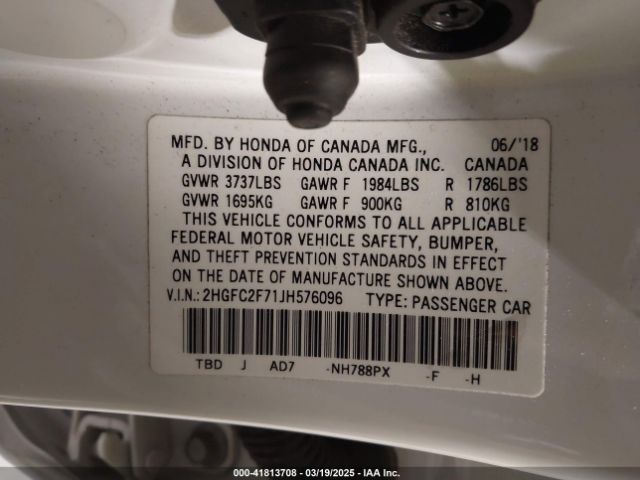 MFD. BY HONDA OF CANADA MFG., 06/'18
A DIVISION OF HONDA CANADA INC. CANADA
GVWR 3737LBS GAWR F 1984LBS R 1786LBS
GVWR 1695KG GAWR F 900KG R 810KG
THIS VEHICLE CONFORMS TO ALL APPLICABLE
FEDERAL MOTOR VEHICLE SAFETY, BUMPER,
AND THEFT PREVENTION STANDARDS IN EFFECT
ON THE DATE OF MANUFACTURE SHOWN ABOVE.
V.I.N.: 2HGFC2F71JH576096 TYPE: PASSENGER CAR
TBD J AD7 -NH788PX -F -H
000-41813708 - 03/19/2025 - IAA Inc.